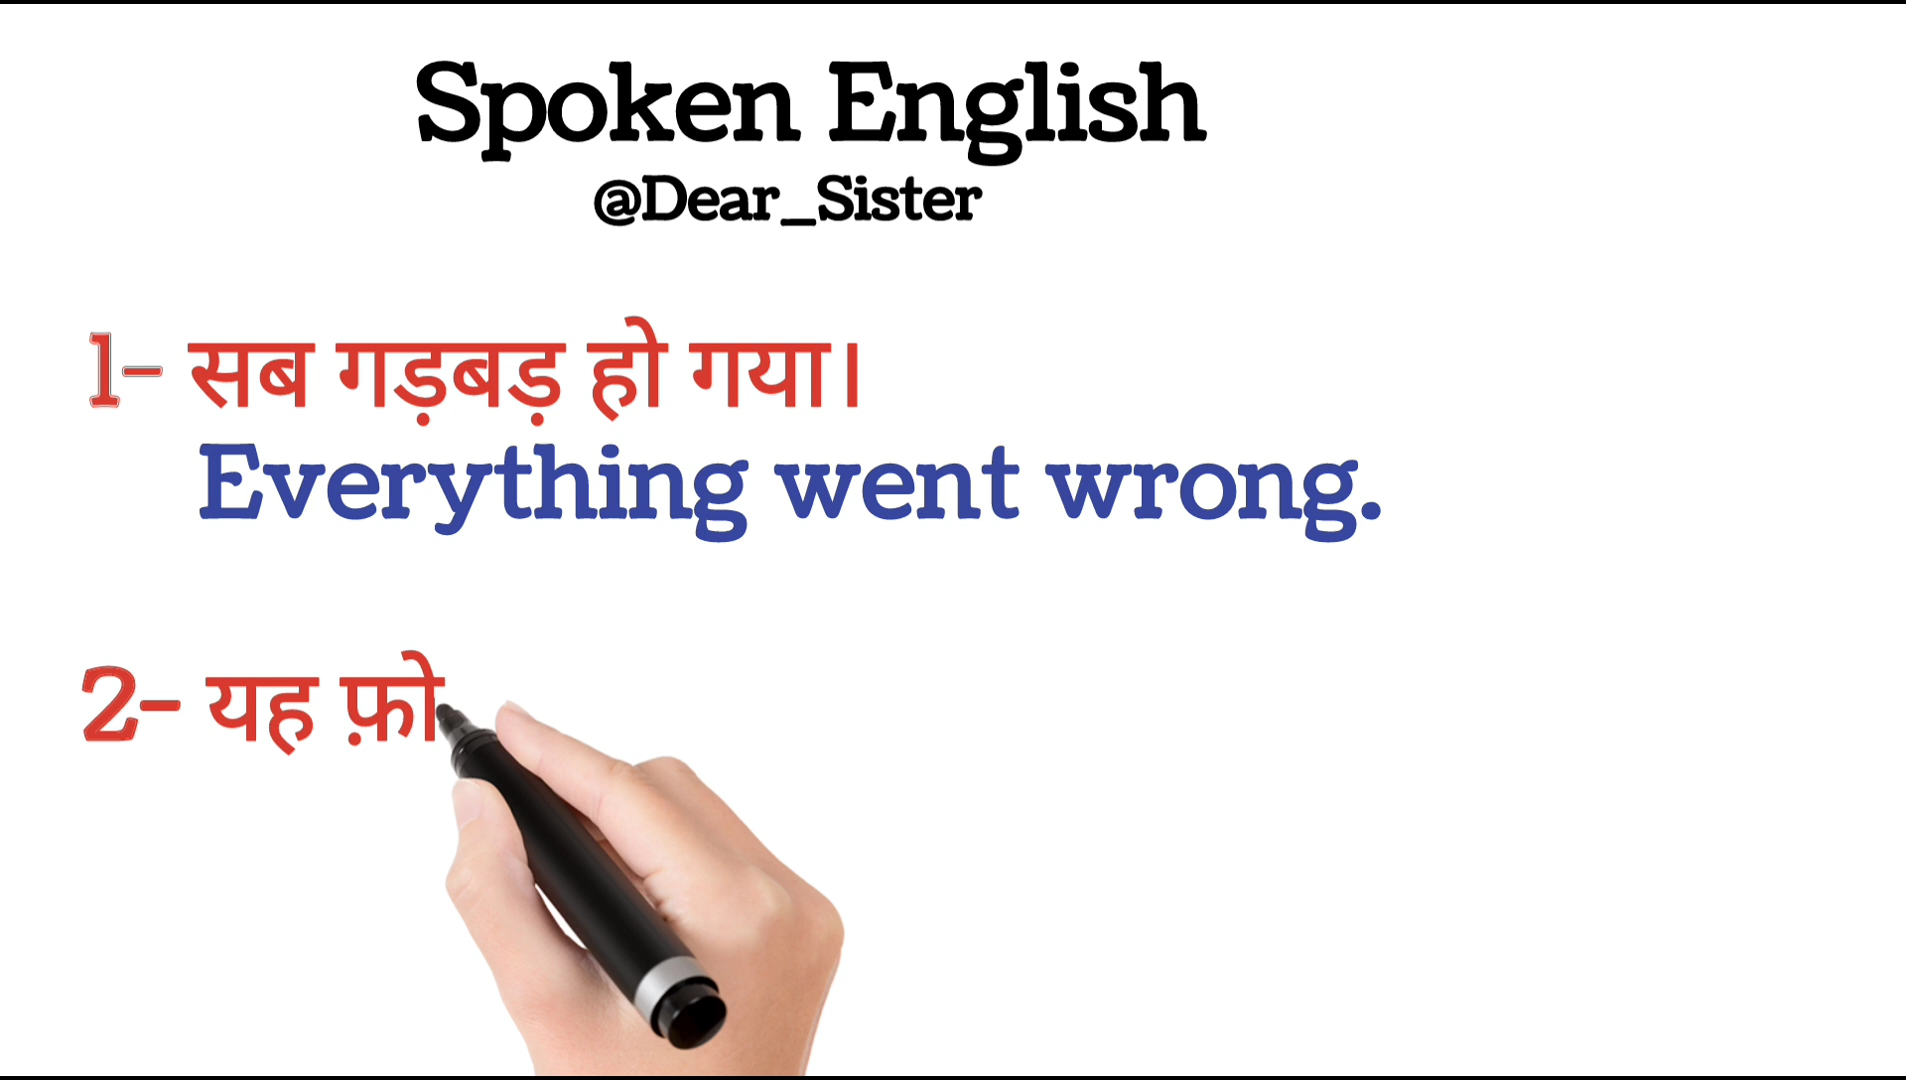 Spoken English
@Dear_Sister
1- सब गड़बड़ हो गया।
Everything went wrong.
2- यह फ़ो